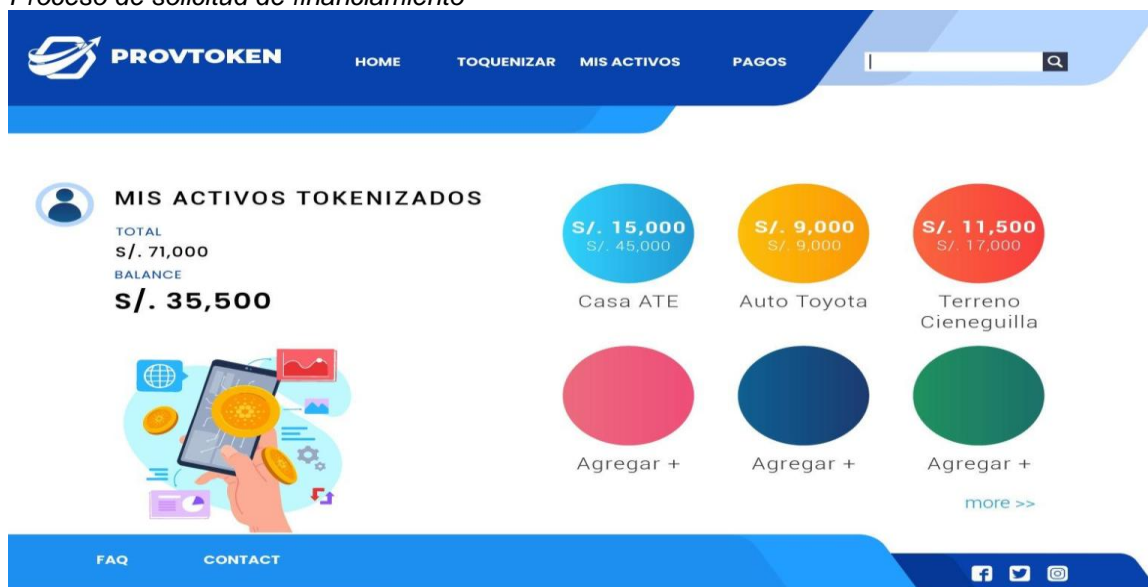 Proceso de solicitud de financiamiento
PROVTOKEN
HOME TOQUENIZAR MIS ACTIVOS PAGOS
MIS ACTIVOS TOKENIZADOS
TOTAL
S/. 71,000
BALANCE
S/. 35,500
S/. 15,000
S/. 45,000
Casa ATE
S/. 9,000
S/. 9,000
Auto Toyota
S/. 11,500
S/. 17,000
Terreno
Cieneguilla
Agregar +
Agregar +
Agregar +
more >>
FAQ CONTACT